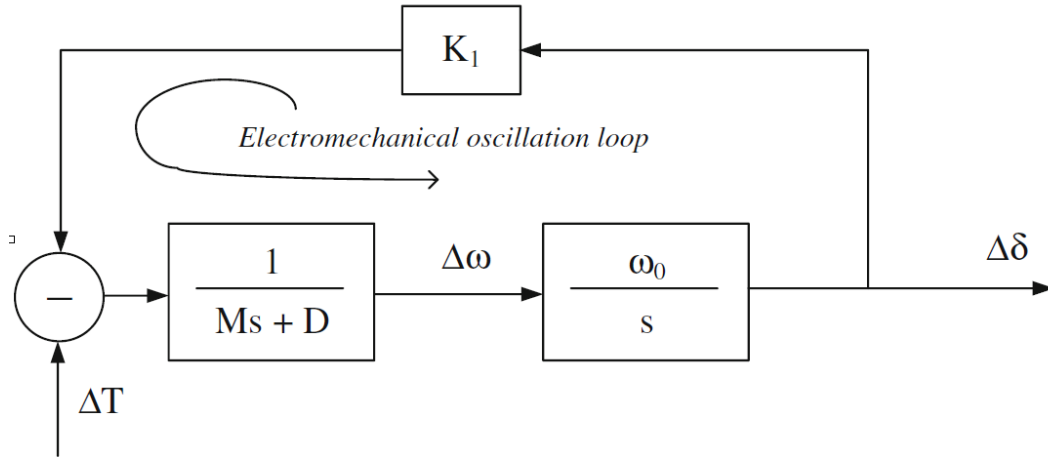 K₁
Electromechanical oscillation loop
1
Ms + D
Δω
ω₀
s
Δδ
−
ΔT